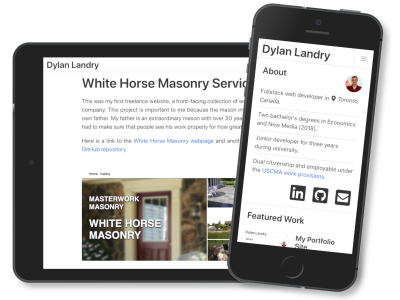 Dylan Landry
White Horse Masonry Servic
This was my first freelance website, a front-facing collection of w
company. This project is important to me because the mason i
own father. My father is an extraordinary mason with over 30 yea
had to make sure that people see his work properly for how grea
Here is a link to the White Horse Masonry webpage and anoth
GitHub repository.
Home Gallery
MASTERWORK
MASONRY
WHITE HORSE
MASONRY
Dylan Landry
About
Fullstack web developer in Toronto,
Canada.
Two bachelor's degrees in Economics
and New Media (2018).
Junior developer for three years
during university.
Dual citizenship and employable under
the USCMA work provisions.
Featured Work
Dylan Landry
My Portfolio
Site